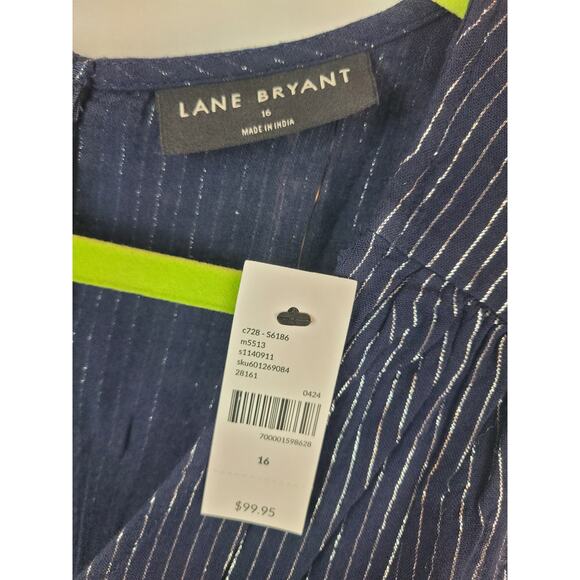 LANE BRYANT
16
MADE IN INDIA
c728 - S6186
m5513
s1140911
sku601269084
28161
0424
700001598628
16
$99.95